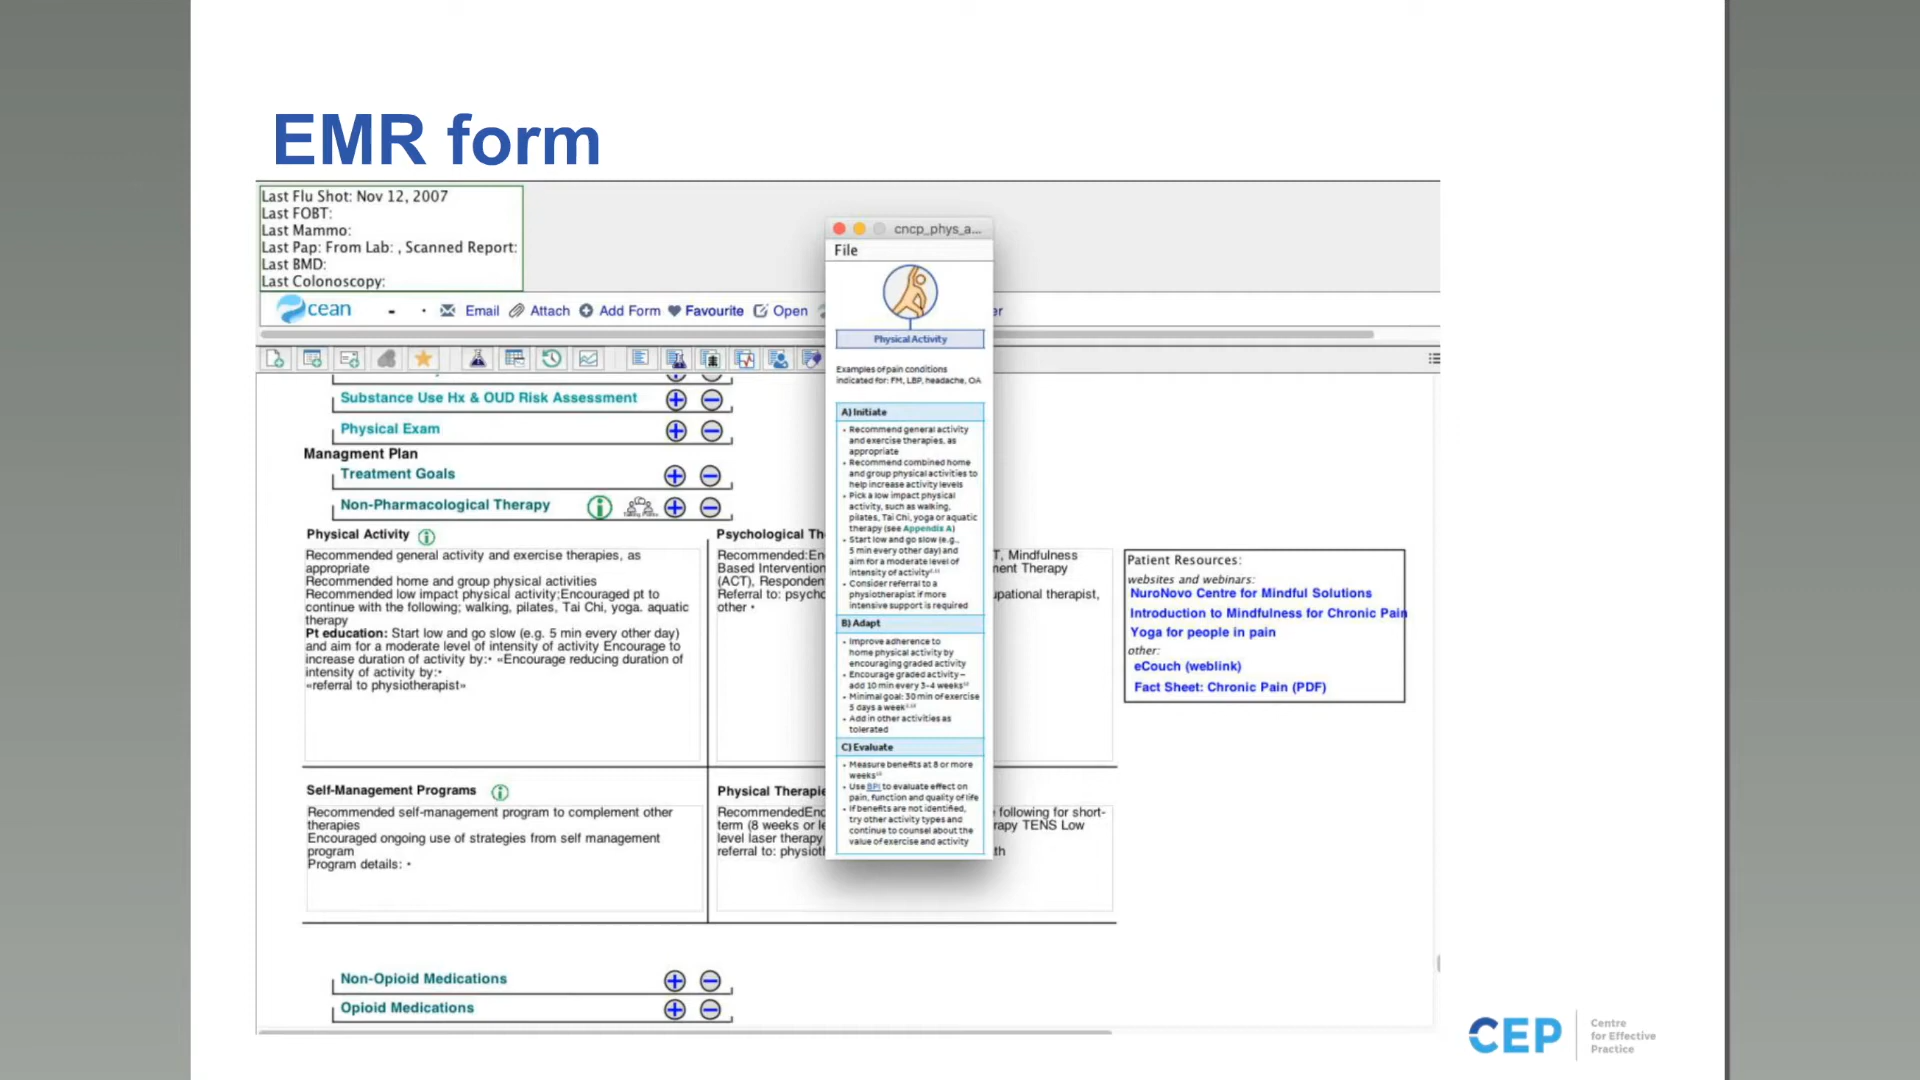 EMR form
Last Flu Shot: Nov 12, 2007
Last FOBT:
Last Mammo:
Last Pap: From Lab: , Scanned Report:
Last BMD:
Last Colonoscopy:
cean
Email
Attach
Add Form
Favourite
Open
er
Substance Use Hx & OUD Risk Assessment
Physical Exam
Managment Plan
Treatment Goals
Non-Pharmacological Therapy
Physical Activity
Recommended general activity and exercise therapies, as
appropriate
Recommended home and group physical activities
Recommended low impact physical activity;Encouraged pt to
continue with the following; walking, pilates, Tai Chi, yoga. aquatic
therapy
Pt education: Start low and go slow (e.g. 5 min every other day)
and aim for a moderate level of intensity of activity Encourage to
increase duration of activity by:• «Encourage reducing duration of
intensity of activity by:•
«referral to physiotherapist»
Psychological Th
Recommended:En
Based Intervention
(ACT), Responden
Referral to: psycho
other •
T, Mindfulness
ent Therapy
upational therapist,
Self-Management Programs
Recommended self-management program to complement other
therapies
Encouraged ongoing use of strategies from self management
program
Program details: •
Physical Therapie
RecommendedEnc
term (8 weeks or le
level laser therapy
referral to: physioth
following for short-
rapy TENS Low
th
cncp_phys_a...
File
Physical Activity
Examples of pain conditions
indicated for: FM, LBP, headache, OA
A) Initiate
• Recommend general activity
and exercise therapies, as
appropriate
• Recommend combined home
and group physical activities to
help increase activity levels
• Pick a low impact physical
activity, such as walking,
pilates, Tai Chi, yoga or aquatic
therapy (see Appendix A)
• Start low and go slow (e.g.,
5 min every other day) and
aim for a moderate level of
intensity of activity
• Consider referral to a
physiotherapist if more
intensive support is required
B) Adapt
• Improve adherence to
home physical activity by
encouraging graded activity
• Encourage graded activity –
add 10 min every 3-4 weeks
• Minimal goal: 30 min of exercise
5 days a week
• Add in other activities as
tolerated
C) Evaluate
• Measure benefits at 8 or more
weeks
• Use BPI to evaluate effect on
pain, function and quality of life
• If benefits are not identified,
try other activity types and
continue to counsel about the
value of exercise and activity
Patient Resources:
websites and webinars:
NuroNovo Centre for Mindful Solutions
Introduction to Mindfulness for Chronic Pain
Yoga for people in pain
other:
eCouch (weblink)
Fact Sheet: Chronic Pain (PDF)
Non-Opioid Medications
Opioid Medications
CEP
Centre
for Effective
Practice